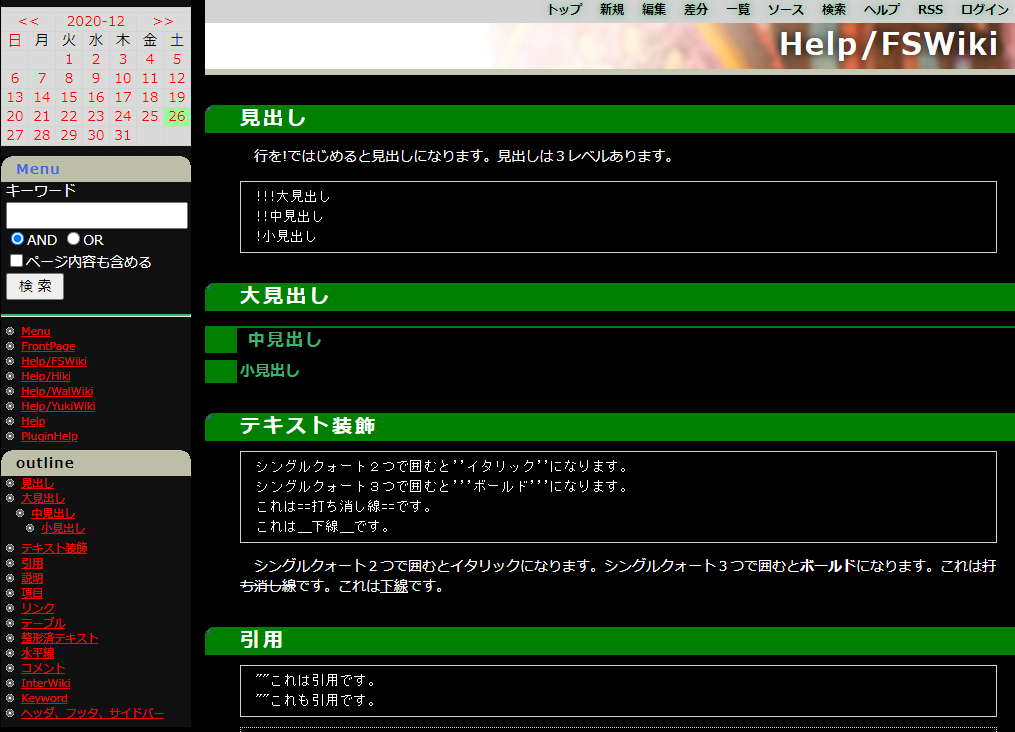 << 2020-12 >>
日 月 火 水 木 金 土
1 2 3 4 5
6 7 8 9 10 11 12
13 14 15 16 17 18 19
20 21 22 23 24 25 26
27 28 29 30 31
Menu
キーワード
AND OR
ページ内容も含める
検 索
Menu
FrontPage
Help/FSWiki
Help/Hiki
Help/WalWiki
Help/YukiWiki
Help
PluginHelp
outline
見出し
大見出し
中見出し
小見出し
テキスト装飾
引用
説明
項目
リンク
テーブル
整形済テキスト
水平線
コメント
InterWiki
Keyword
ヘッダ、フッタ、サイドバー
トップ 新規 編集 差分 一覧 ソース 検索 ヘルプ RSS ログイン
Help/FSWiki
見出し
行を!ではじめると見出しになります。見出しは３レベルあります。
!!!大見出し
!!中見出し
!小見出し
大見出し
中見出し
小見出し
テキスト装飾
シングルクォート２つで囲むと''イタリック''になります。
シングルクォート３つで囲むと'''ボールド'''になります。
これは==打ち消し線==です。
これは__下線__です。
シングルクォート２つで囲むとイタリックになります。シングルクォート３つで囲むとボールドになります。これは打
ち消し線です。これは下線です。
引用
""これは引用です。
""これも引用です。